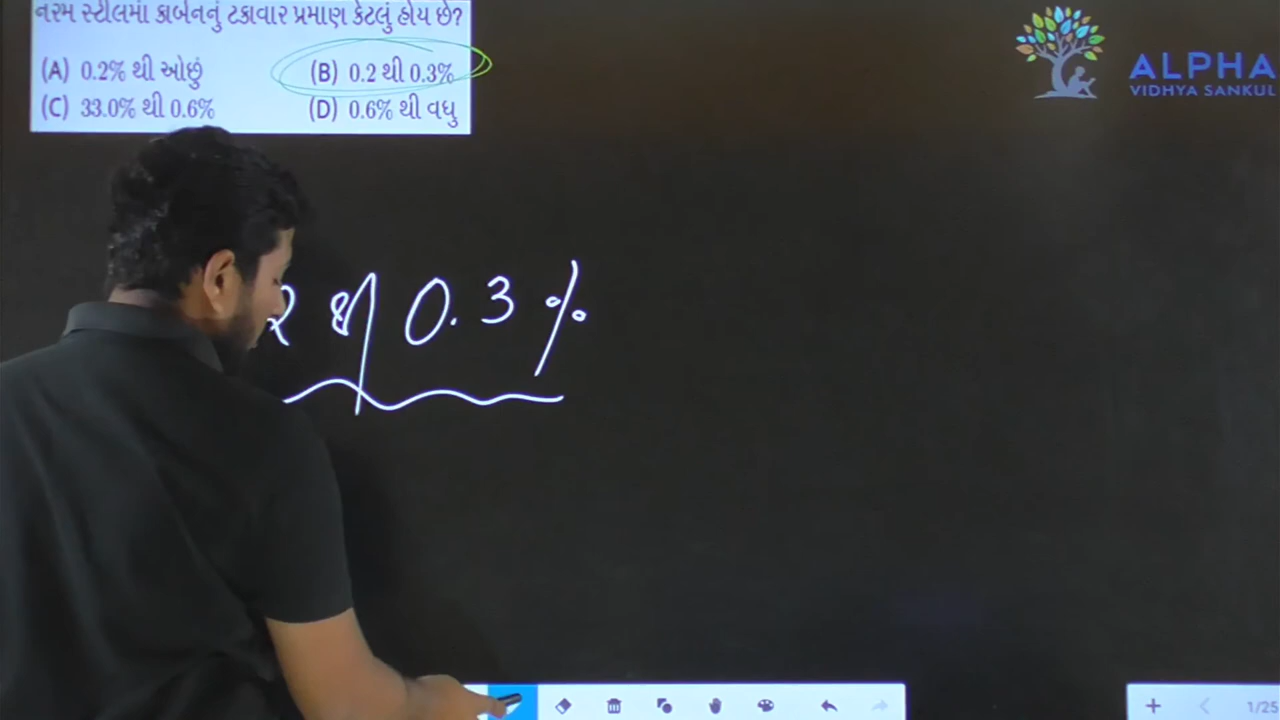 નરમ સ્ટીલમાં કાર્બનનું ટકાવાર પ્રમાણ કેટલું હોય છે?
(A) 0.2% થી ઓછું (B) 0.2 થી 0.3%
(C) 33.0% થી 0.6% (D) 0.6% થી વધુ
ALPHA
VIDHYA SANKUL
2 થી 0.3 %
1/25